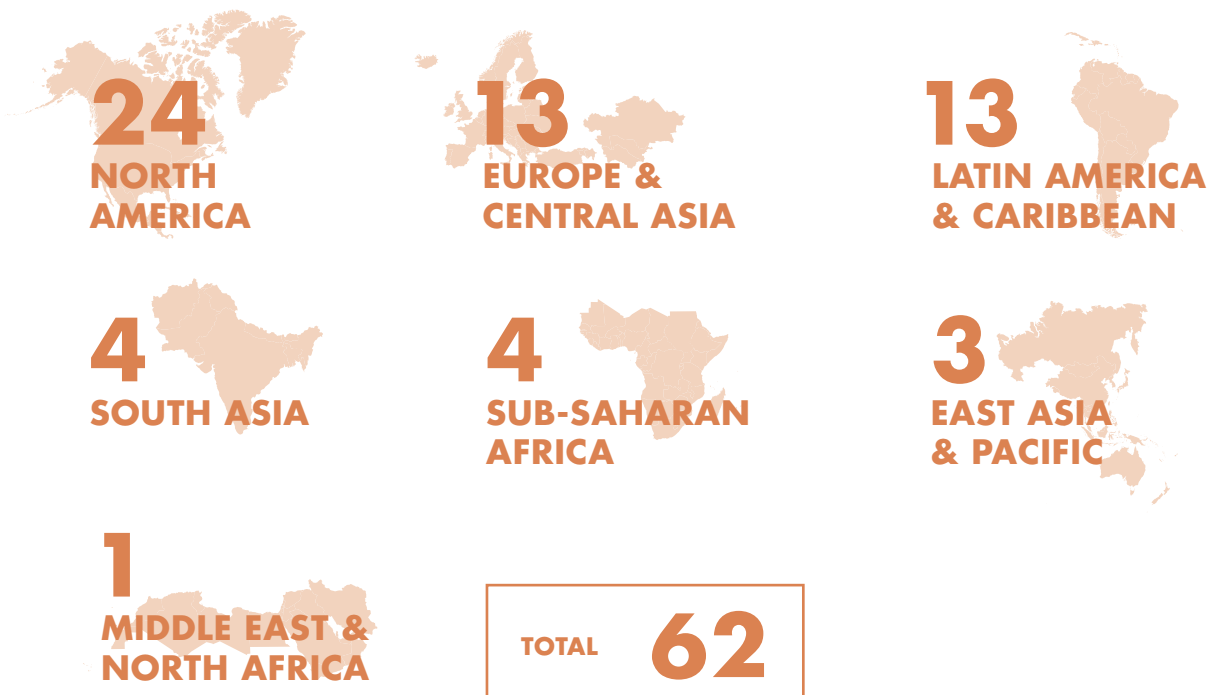 24
NORTH
AMERICA
13
EUROPE &
CENTRAL ASIA
13
LATIN AMERICA
& CARIBBEAN
4
SOUTH ASIA
4
SUB-SAHARAN
AFRICA
3
EAST ASIA
& PACIFIC
1
MIDDLE EAST &
NORTH AFRICA
TOTAL 62